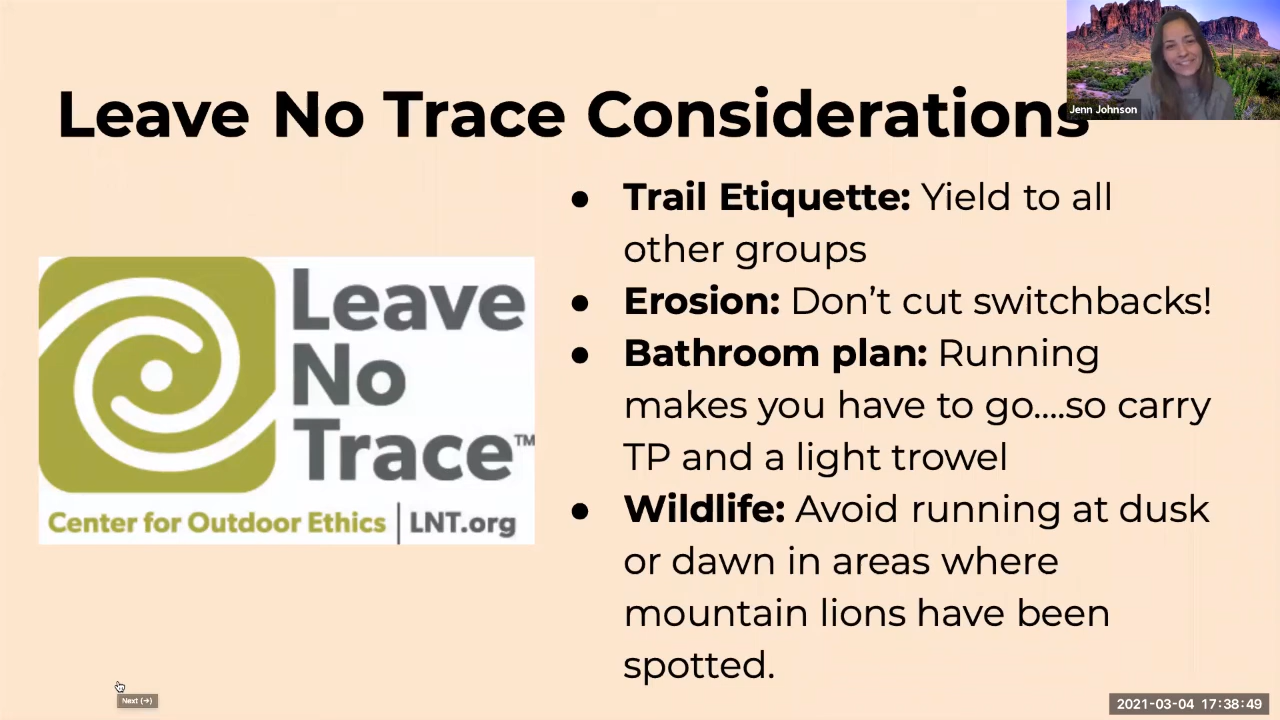 Leave No Trace Considerations
Jenn Johnson
● Trail Etiquette: Yield to all
other groups
● Erosion: Don’t cut switchbacks!
● Bathroom plan: Running
makes you have to go....so carry
TP and a light trowel
● Wildlife: Avoid running at dusk
or dawn in areas where
mountain lions have been
spotted.
Leave
No
Trace™
Center for Outdoor Ethics | LNT.org
Next (→)
2021-03-04 17:38:49